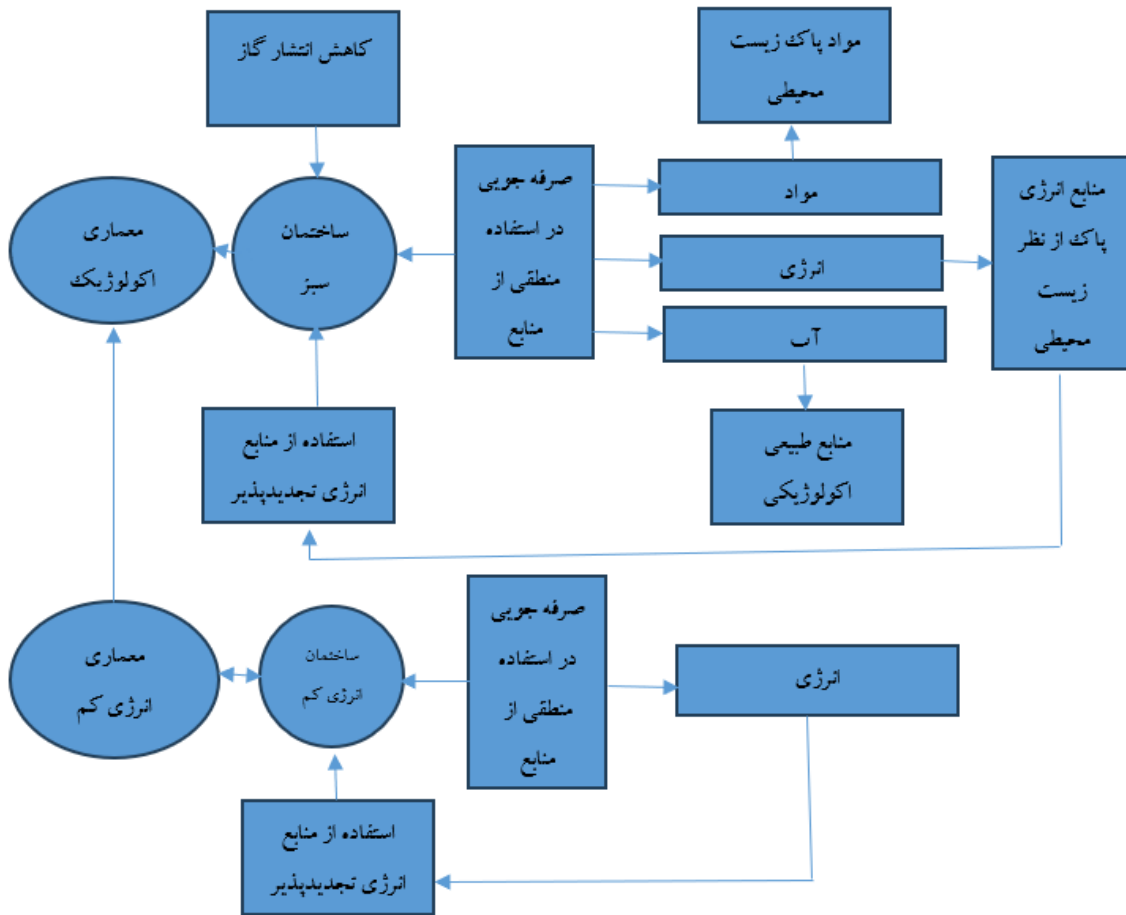 کاهش انتشار گاز
مواد پاک زیست
محیطی
صرفه جویی
در استفاده
منطقی از
منابع
مواد
انرژی
آب
منابع انرژی
پاک از نظر
زیست
محیطی
ساختمان
سبز
معماری
اکولوژیک
استفاده از منابع
انرژی تجدیدپذیر
منابع طبیعی
اکولوژیکی
صرفه جویی
در استفاده
منطقی از
منابع
انرژی
ساختمان
انرژی کم
معماری
انرژی کم
استفاده از منابع
انرژی تجدیدپذیر